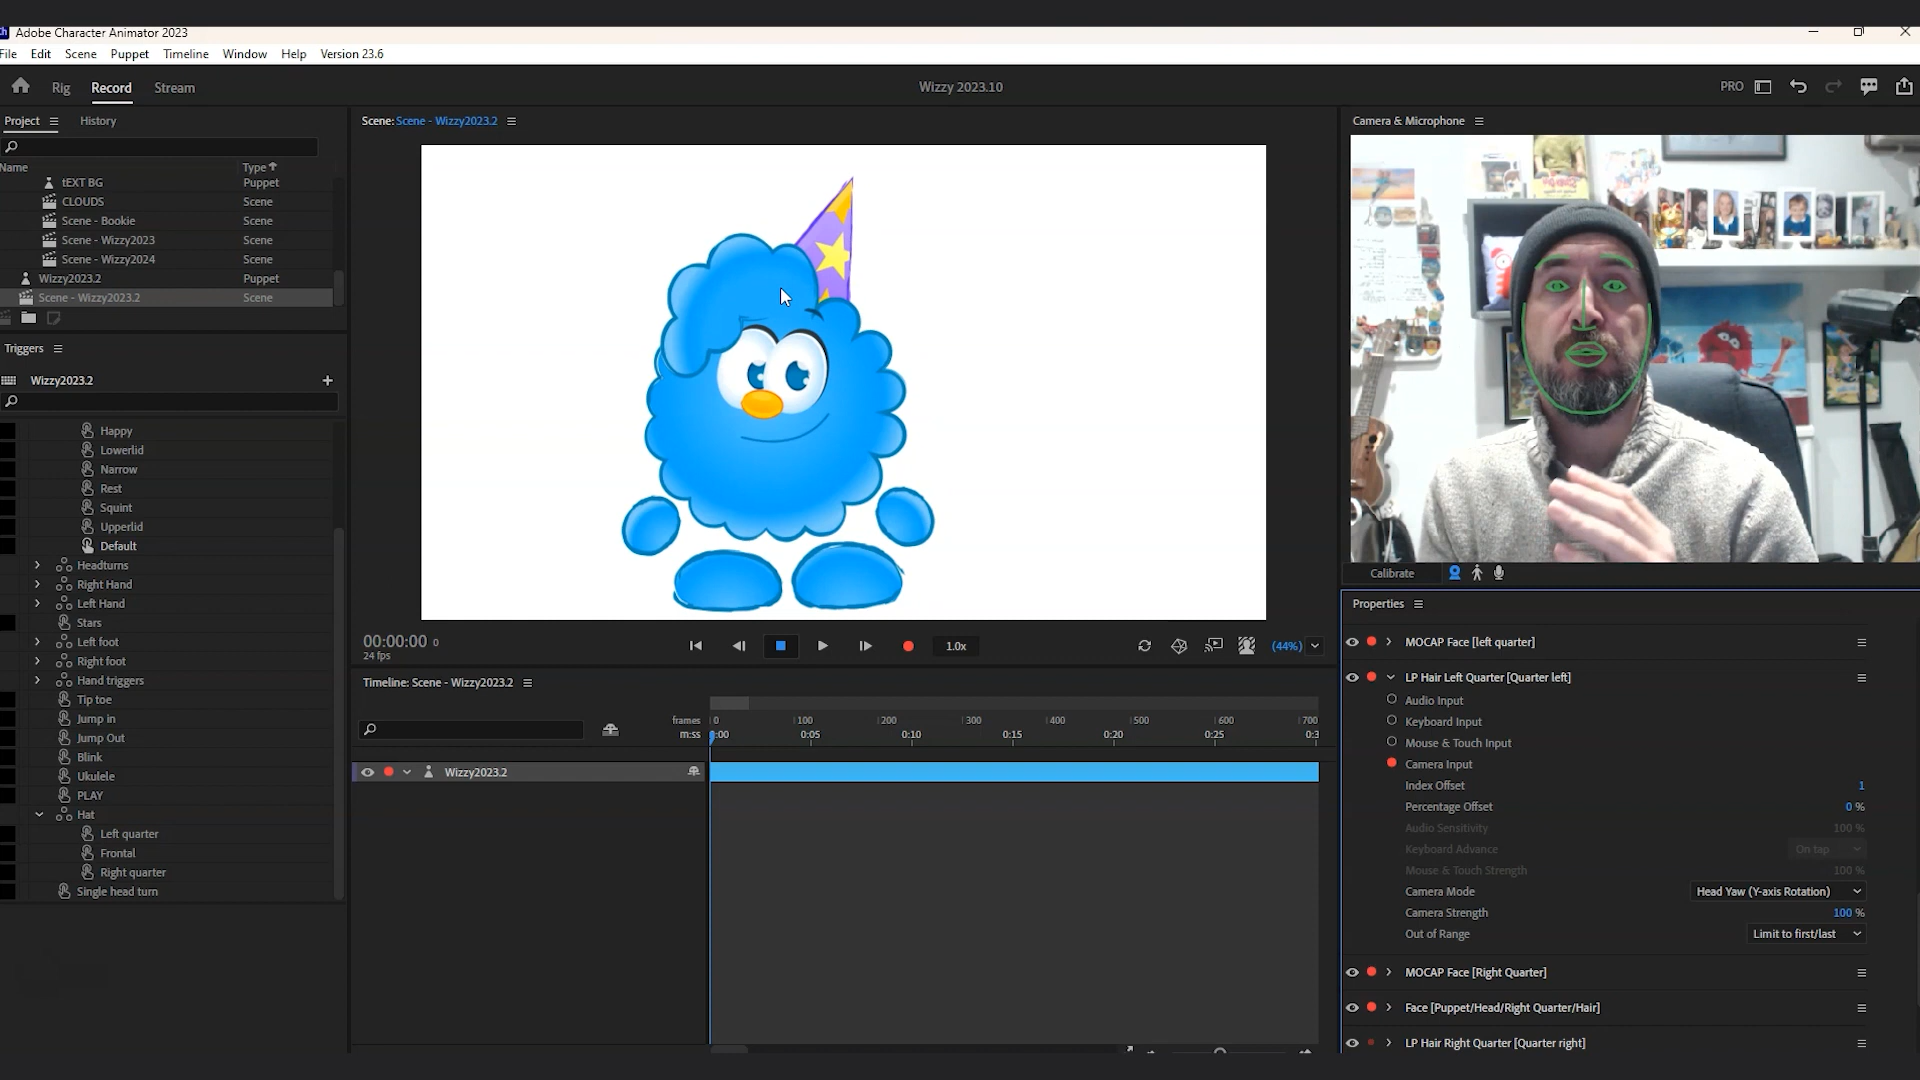 Ch Adobe Character Animator 2023
File Edit Scene Puppet Timeline Window Help Version 23.6
Rig Record Stream
Wizzy 2023.10
PRO
Project
History
Name Type
tEXT BG Puppet
CLOUDS Scene
Scene - Bookie Scene
Scene - Wizzy2023 Scene
Scene - Wizzy2024 Scene
Wizzy2023.2 Puppet
Scene - Wizzy2023.2 Scene
Triggers
Wizzy2023.2 +
Happy
Lowerlid
Narrow
Rest
Squint
Upperlid
Default
Headturns
Right Hand
Left Hand
Stars
Left foot
Right foot
Hand triggers
Tip toe
Jump in
Jump Out
Blink
Ukulele
PLAY
Hat
Left quarter
Frontal
Right quarter
Single head turn
Scene: Scene - Wizzy2023.2
00:00:00 0
24 fps
1.0x
(44%)
Timeline: Scene - Wizzy2023.2
frames 0 100 200 300 400 500 600 700
m:ss 0:00 0:05 0:10 0:15 0:20 0:25 0:3
Wizzy2023.2
Camera & Microphone
Calibrate
Properties
MOCAP Face [left quarter]
LP Hair Left Quarter [Quarter left]
Audio Input
Keyboard Input
Mouse & Touch Input
Camera Input
Index Offset 1
Percentage Offset 0 %
Audio Sensitivity 100 %
Keyboard Advance On tap
Mouse & Touch Strength 100 %
Camera Mode Head Yaw (Y-axis Rotation)
Camera Strength 100 %
Out of Range Limit to first/last
MOCAP Face [Right Quarter]
Face [Puppet/Head/Right Quarter/Hair]
LP Hair Right Quarter [Quarter right]